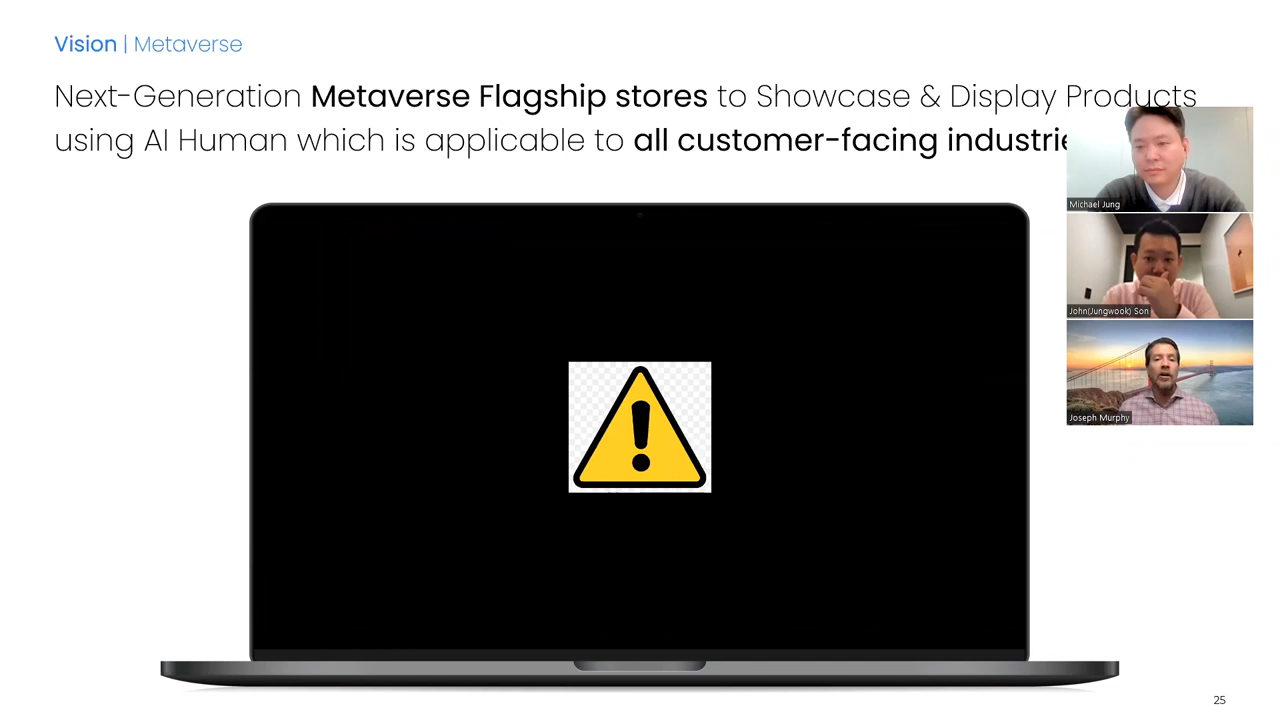 Vision | Metaverse
Next-Generation Metaverse Flagship stores to Showcase & Display Products
using AI Human which is applicable to all customer-facing industrie
Michael Jung
John(Jungwook) Son
Joseph Murphy
25